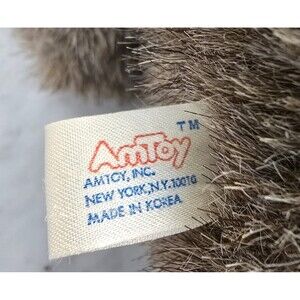 TM
AmToy
AMTOY, INC.
NEW YORK, N.Y. 10010
MADE IN KOREA